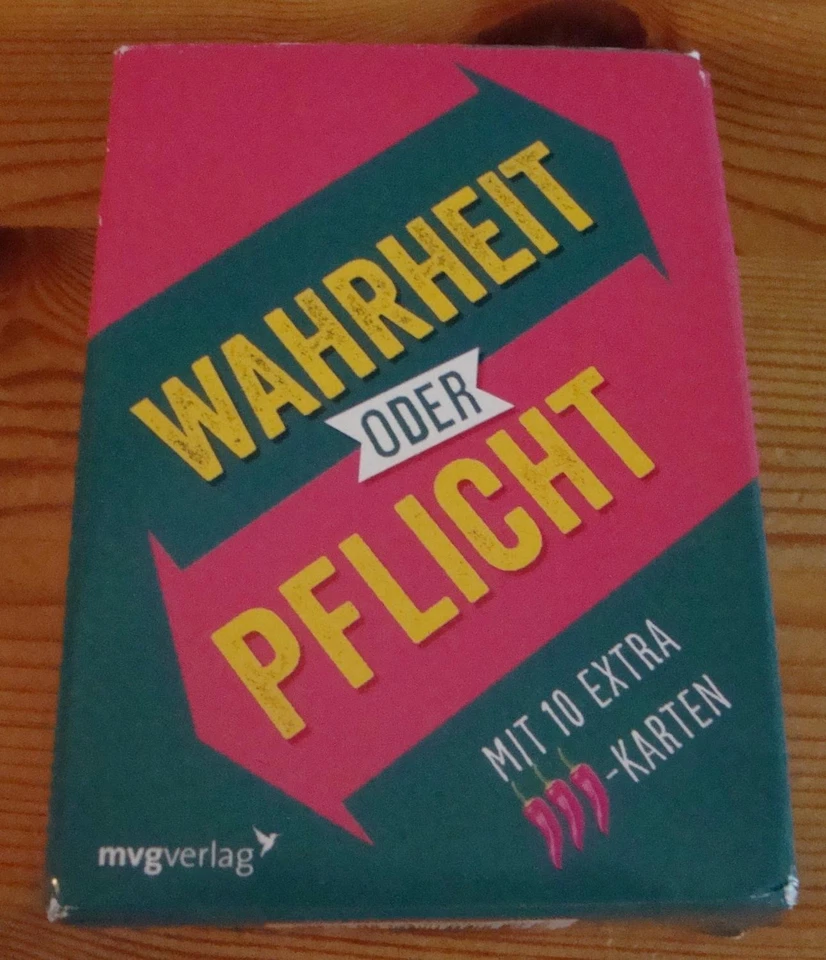 WAHRHEIT
ODER
PFLICHT
MIT 10 EXTRA
-KARTEN
mvgverlag